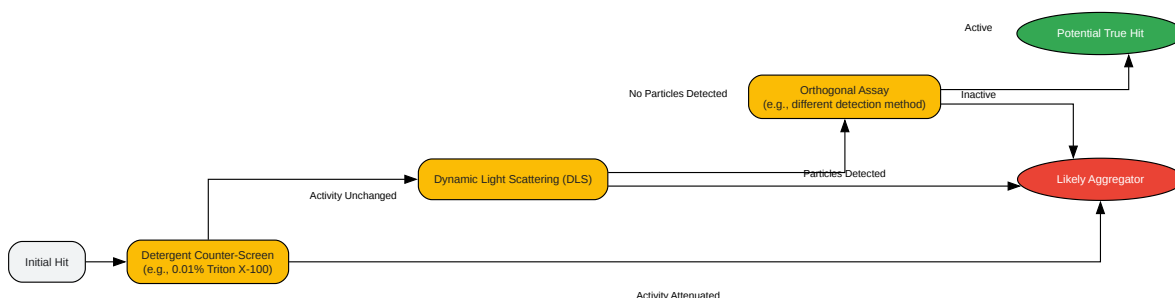 Active
Potential True Hit
No Particles Detected
Orthogonal Assay
(e.g., different detection method)
Inactive
Dynamic Light Scattering (DLS)
Particles Detected
Likely Aggregator
Activity Unchanged
Initial Hit
Detergent Counter-Screen
(e.g., 0.01% Triton X-100)
Activity Attenuated